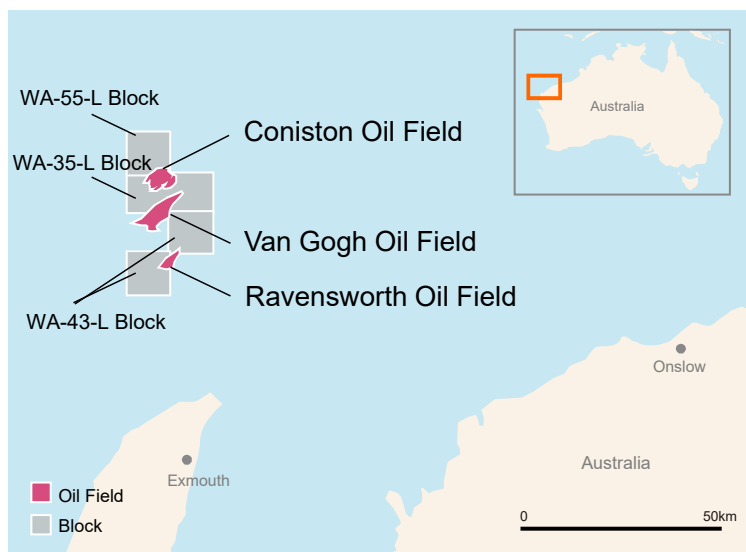 WA-55-L Block
Coniston Oil Field
WA-35-L Block
Van Gogh Oil Field
Ravensworth Oil Field
WA-43-L Block
Australia
Onslow
Australia
Exmouth
Oil Field
Block
0 50km